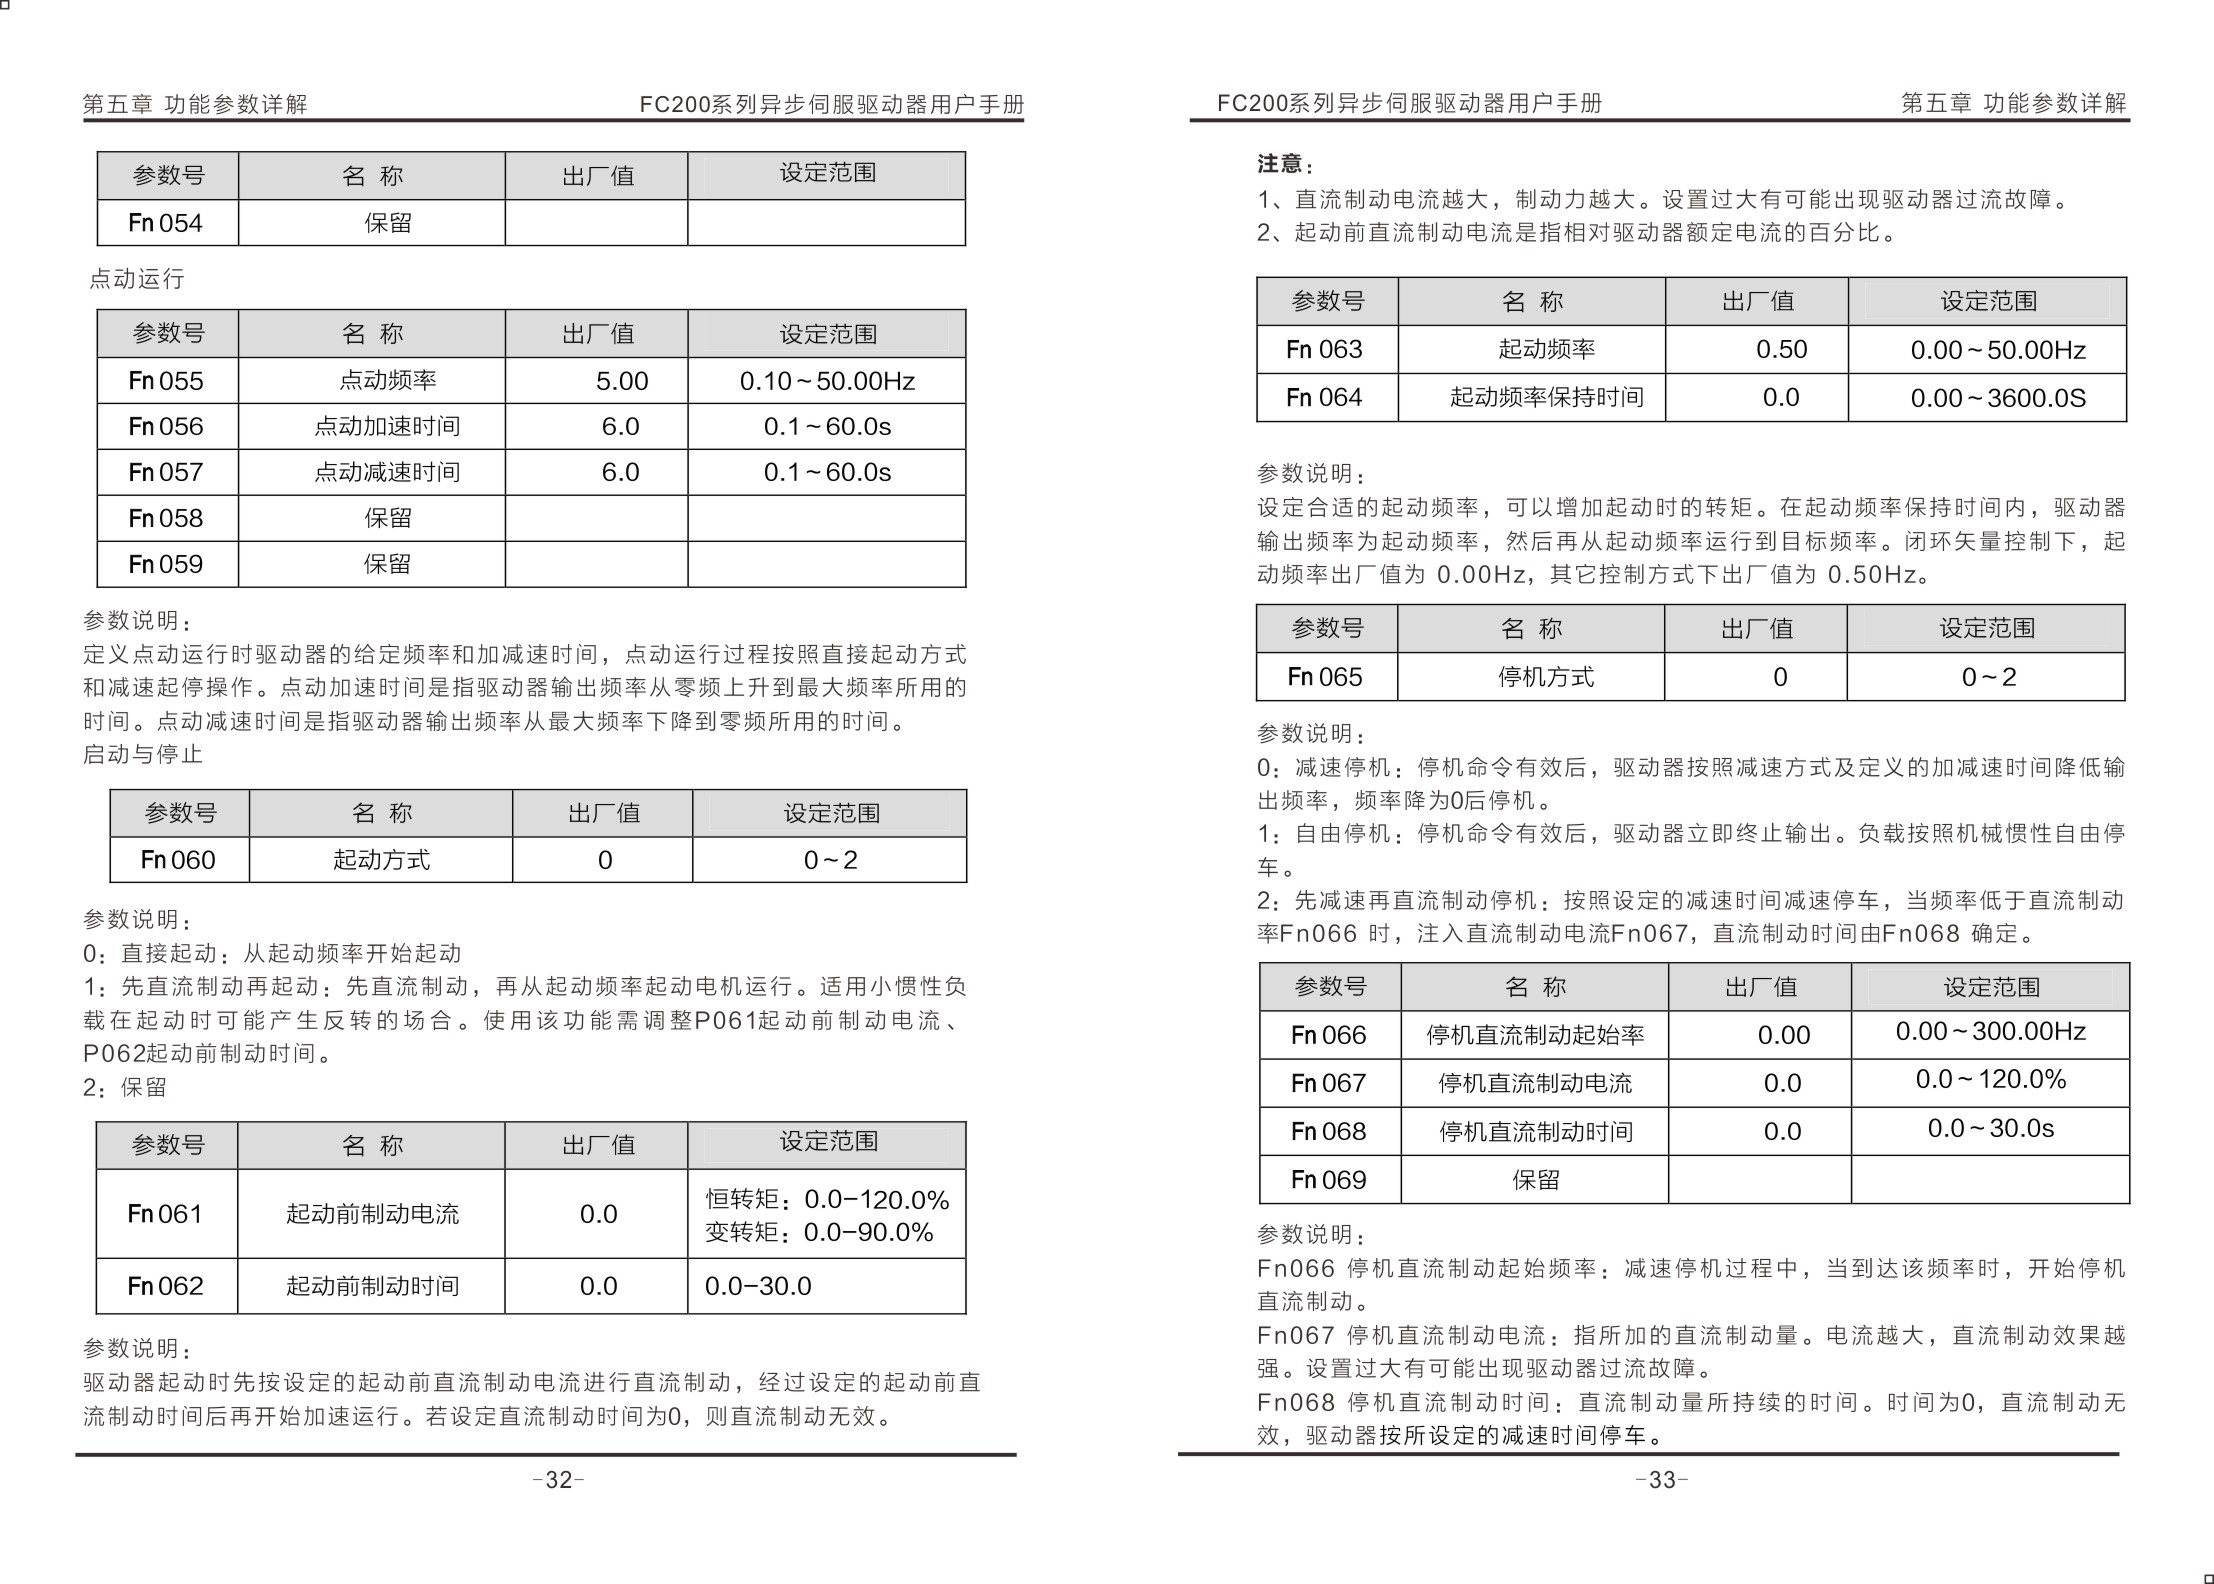 第五章 功能参数详解 FC200系列异步伺服驱动器用户手册
参数号 名 称 出厂值 设定范围
Fn 054 保留
点动运行
参数号 名 称 出厂值 设定范围
Fn 055 点动频率 5.00 0.10~50.00Hz
Fn 056 点动加速时间 6.0 0.1~60.0s
Fn 057 点动减速时间 6.0 0.1~60.0s
Fn 058 保留
Fn 059 保留
参数说明：
定义点动运行时驱动器的给定频率和加减速时间，点动运行过程按照直接起动方式
和减速起停操作。点动加速时间是指驱动器输出频率从零频上升到最大频率所用的
时间。点动减速时间是指驱动器输出频率从最大频率下降到零频所用的时间。
启动与停止
参数号 名 称 出厂值 设定范围
Fn 060 起动方式 0 0~2
参数说明：
0：直接起动：从起动频率开始起动
1：先直流制动再起动：先直流制动，再从起动频率起动电机运行。适用小惯性负
载在起动时可能产生反转的场合。使用该功能需调整P061起动前制动电流、
P062起动前制动时间。
2：保留
参数号 名 称 出厂值 设定范围
Fn 061 起动前制动电流 0.0 恒转矩：0.0-120.0%
变转矩：0.0-90.0%
Fn 062 起动前制动时间 0.0 0.0-30.0
参数说明：
驱动器起动时先按设定的起动前直流制动电流进行直流制动，经过设定的起动前直
流制动时间后再开始加速运行。若设定直流制动时间为0，则直流制动无效。
-32-
FC200系列异步伺服驱动器用户手册 第五章 功能参数详解
注意：
1、直流制动电流越大，制动力越大。设置过大有可能出现驱动器过流故障。
2、起动前直流制动电流是指相对驱动器额定电流的百分比。
参数号 名 称 出厂值 设定范围
Fn 063 起动频率 0.50 0.00~50.00Hz
Fn 064 起动频率保持时间 0.0 0.00~3600.0S
参数说明：
设定合适的起动频率，可以增加起动时的转矩。在起动频率保持时间内，驱动器
输出频率为起动频率，然后再从起动频率运行到目标频率。闭环矢量控制下，起
动频率出厂值为 0.00Hz，其它控制方式下出厂值为 0.50Hz。
参数号 名 称 出厂值 设定范围
Fn 065 停机方式 0 0~2
参数说明：
0：减速停机：停机命令有效后，驱动器按照减速方式及定义的加减速时间降低输
出频率，频率降为0后停机。
1：自由停机：停机命令有效后，驱动器立即终止输出。负载按照机械惯性自由停
车。
2：先减速再直流制动停机：按照设定的减速时间减速停车，当频率低于直流制动
率Fn066 时，注入直流制动电流Fn067，直流制动时间由Fn068 确定。
参数号 名 称 出厂值 设定范围
Fn 066 停机直流制动起始率 0.00 0.00~300.00Hz
Fn 067 停机直流制动电流 0.0 0.0~120.0%
Fn 068 停机直流制动时间 0.0 0.0~30.0s
Fn 069 保留
参数说明：
Fn066 停机直流制动起始频率：减速停机过程中，当到达该频率时，开始停机
直流制动。
Fn067 停机直流制动电流：指所加的直流制动量。电流越大，直流制动效果越
强。设置过大有可能出现驱动器过流故障。
Fn068 停机直流制动时间：直流制动量所持续的时间。时间为0，直流制动无
效，驱动器按所设定的减速时间停车。
-33-